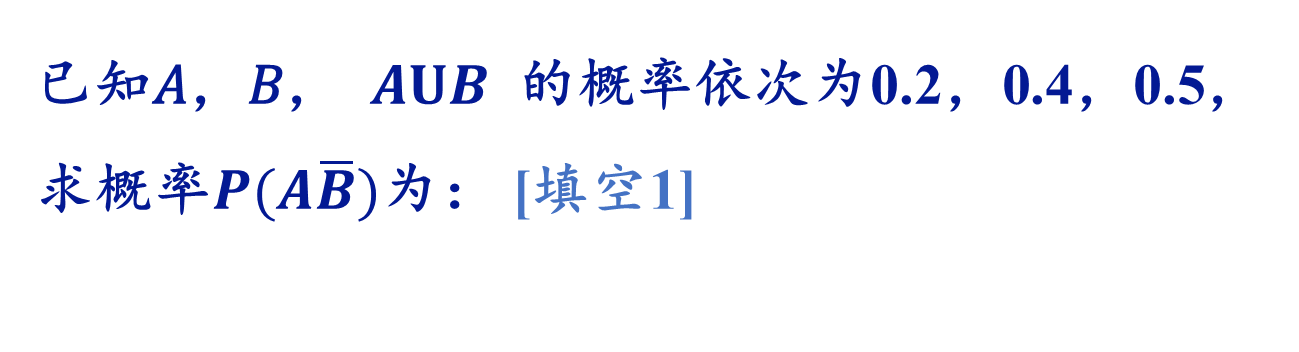 已知A，B， A∪B 的概率依次为0.2，0.4，0.5，
求概率P(AB̅)为： [填空1]